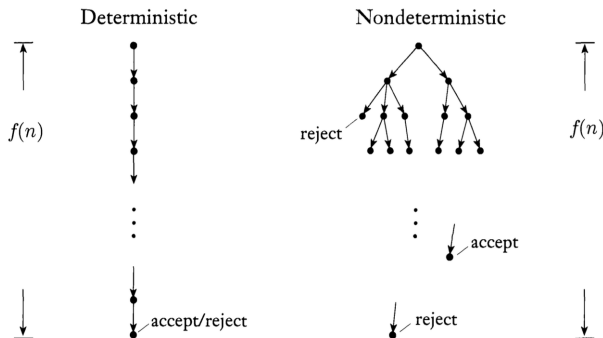 Deterministic
Nondeterministic
f(n)
reject
f(n)
accept
accept/reject
reject